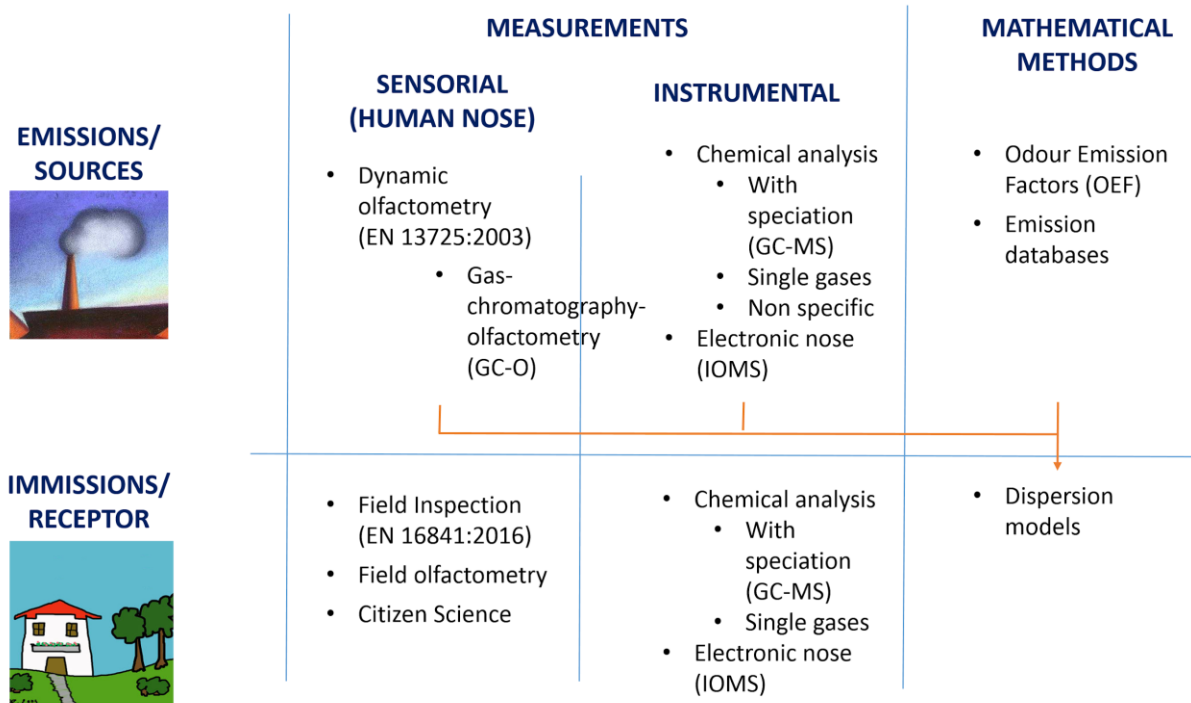 MEASUREMENTS
MATHEMATICAL
METHODS
SENSORIAL
(HUMAN NOSE)
INSTRUMENTAL
EMISSIONS/
SOURCES
• Dynamic
olfactometry
(EN 13725:2003)
• Gas-
chromatography-
olfactometry
(GC-O)
• Chemical analysis
• With
speciation
(GC-MS)
• Single gases
• Non specific
• Electronic nose
(IOMS)
• Odour Emission
Factors (OEF)
• Emission
databases
IMMISSIONS/
RECEPTOR
• Field Inspection
(EN 16841:2016)
• Field olfactometry
• Citizen Science
• Chemical analysis
• With
speciation
(GC-MS)
• Single gases
• Electronic nose
(IOMS)
• Dispersion
models